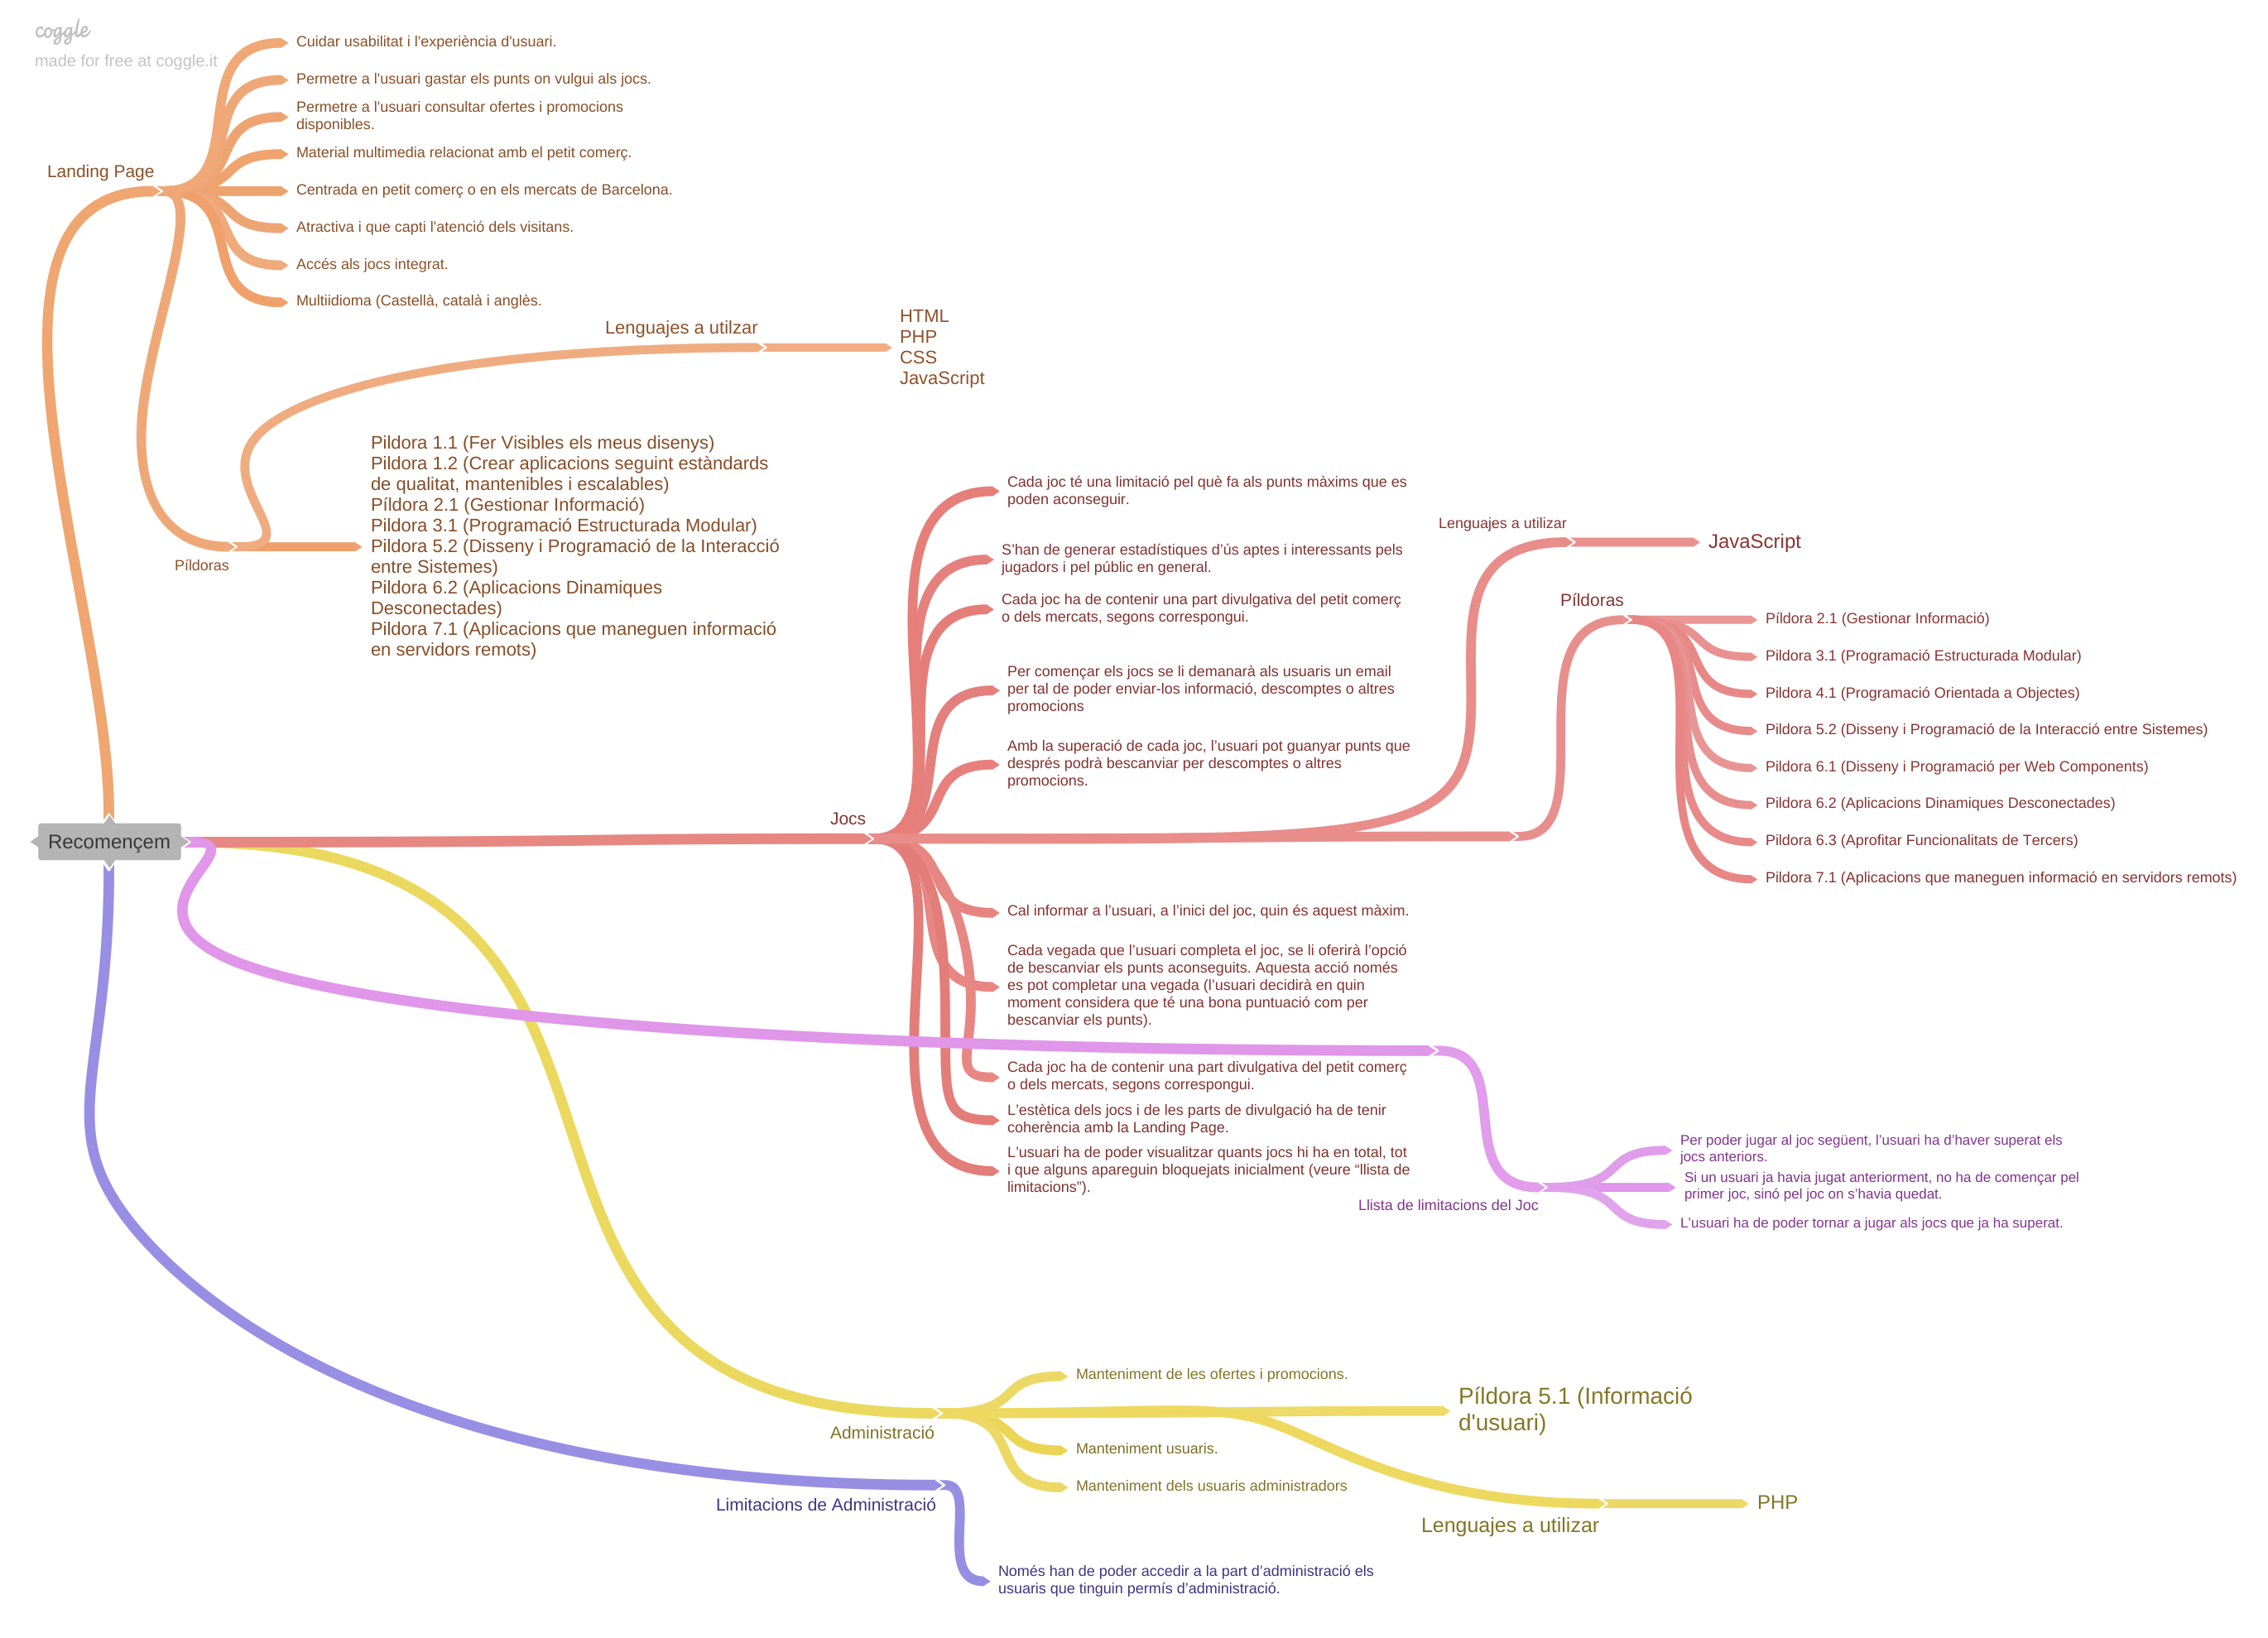 coggle
made for free at coggle.it
Cuidar usabilitat i l'experiència d'usuari.
Permetre a l'usuari gastar els punts on vulgui als jocs.
Permetre a l'usuari consultar ofertes i promocions
disponibles.
Material multimedia relacionat amb el petit comerç.
Landing Page
Centrada en petit comerç o en els mercats de Barcelona.
Atractiva i que capti l'atenció dels visitans.
Accés als jocs integrat.
Multiidioma (Castellà, català i anglès.
Lenguajes a utilzar
HTML
PHP
CSS
JavaScript
Píldoras
Pildora 1.1 (Fer Visibles els meus disenys)
Pildora 1.2 (Crear aplicacions seguint estàndards
de qualitat, mantenibles i escalables)
Píldora 2.1 (Gestionar Informació)
Pildora 3.1 (Programació Estructurada Modular)
Pildora 5.2 (Disseny i Programació de la Interacció
entre Sistemes)
Pildora 6.2 (Aplicacions Dinamiques
Desconectades)
Pildora 7.1 (Aplicacions que maneguen informació
en servidors remots)
Recomençem
Jocs
Cada joc té una limitació pel què fa als punts màxims que es
poden aconseguir.
S’han de generar estadístiques d’ús aptes i interessants pels
jugadors i pel públic en general.
Cada joc ha de contenir una part divulgativa del petit comerç
o dels mercats, segons correspongui.
Per començar els jocs se li demanarà als usuaris un email
per tal de poder enviar-los informació, descomptes o altres
promocions
Amb la superació de cada joc, l’usuari pot guanyar punts que
després podrà bescanviar per descomptes o altres
promocions.
Lenguajes a utilizar
JavaScript
Píldoras
Píldora 2.1 (Gestionar Informació)
Pildora 3.1 (Programació Estructurada Modular)
Pildora 4.1 (Programació Orientada a Objectes)
Pildora 5.2 (Disseny i Programació de la Interacció entre Sistemes)
Pildora 6.1 (Disseny i Programació per Web Components)
Pildora 6.2 (Aplicacions Dinamiques Desconectades)
Pildora 6.3 (Aprofitar Funcionalitats de Tercers)
Pildora 7.1 (Aplicacions que maneguen informació en servidors remots)
Cal informar a l’usuari, a l’inici del joc, quin és aquest màxim.
Cada vegada que l’usuari completa el joc, se li oferirà l’opció
de bescanviar els punts aconseguits. Aquesta acció només
es pot completar una vegada (l’usuari decidirà en quin
moment considera que té una bona puntuació com per
bescanviar els punts).
Cada joc ha de contenir una part divulgativa del petit comerç
o dels mercats, segons correspongui.
L’estètica dels jocs i de les parts de divulgació ha de tenir
coherència amb la Landing Page.
L’usuari ha de poder visualitzar quants jocs hi ha en total, tot
i que alguns apareguin bloquejats inicialment (veure “llista de
limitacions”).
Llista de limitacions del Joc
Per poder jugar al joc següent, l’usuari ha d’haver superat els
jocs anteriors.
Si un usuari ja havia jugat anteriorment, no ha de començar pel
primer joc, sinó pel joc on s’havia quedat.
L’usuari ha de poder tornar a jugar als jocs que ja ha superat.
Administració
Manteniment de les ofertes i promocions.
Píldora 5.1 (Informació
d'usuari)
Manteniment usuaris.
Manteniment dels usuaris administradors
Lenguajes a utilizar
PHP
Limitacions de Administració
Només han de poder accedir a la part d’administració els
usuaris que tinguin permís d’administració.